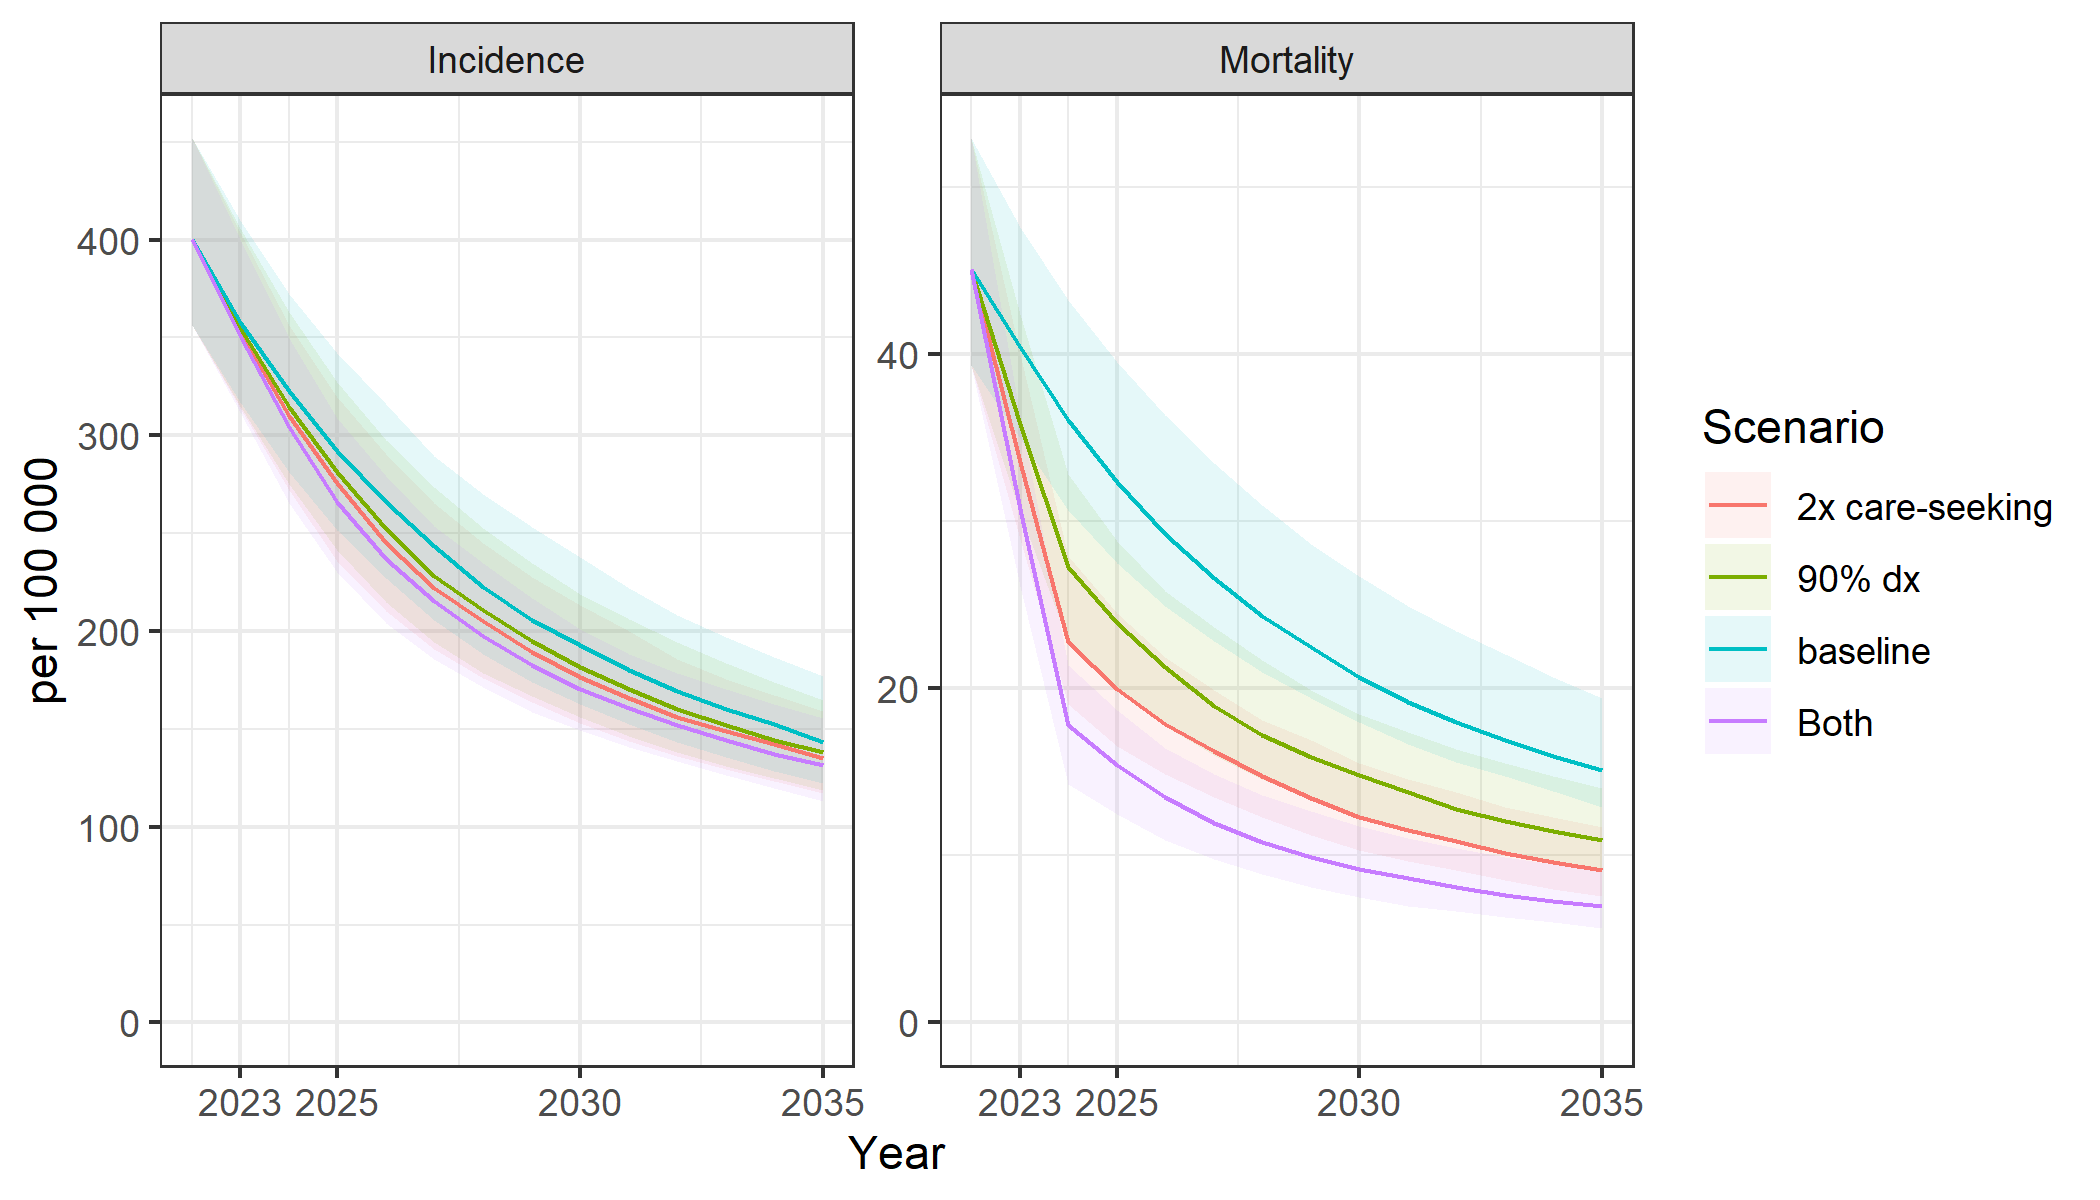 Incidence
Mortality
per 100 000
400
300
200
100
0
40
20
0
2023 2025 2030 2035
2023 2025 2030 2035
Year
Scenario
2x care-seeking
90% dx
baseline
Both